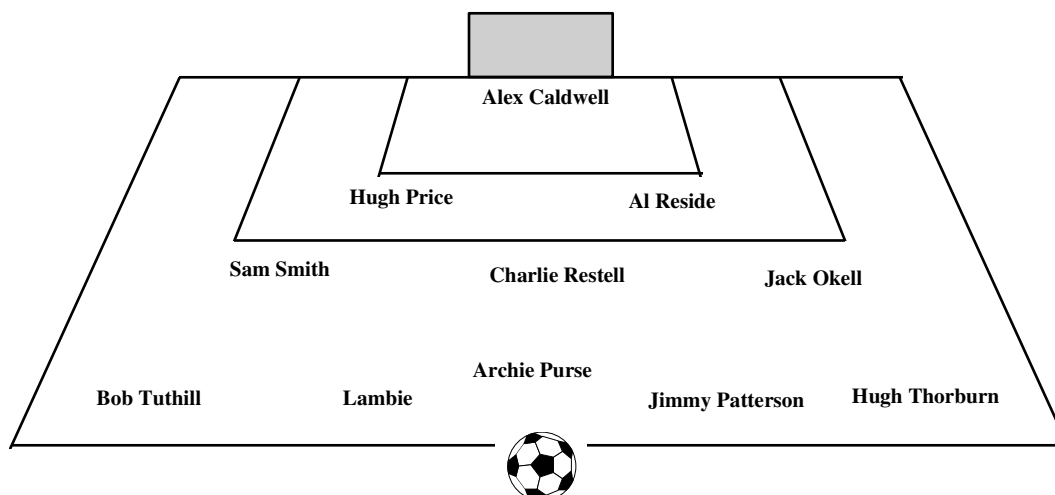 Alex Caldwell
Hugh Price
Al Reside
Sam Smith
Charlie Restell
Jack Okell
Archie Purse
Bob Tuthill
Lambie
Jimmy Patterson
Hugh Thorburn